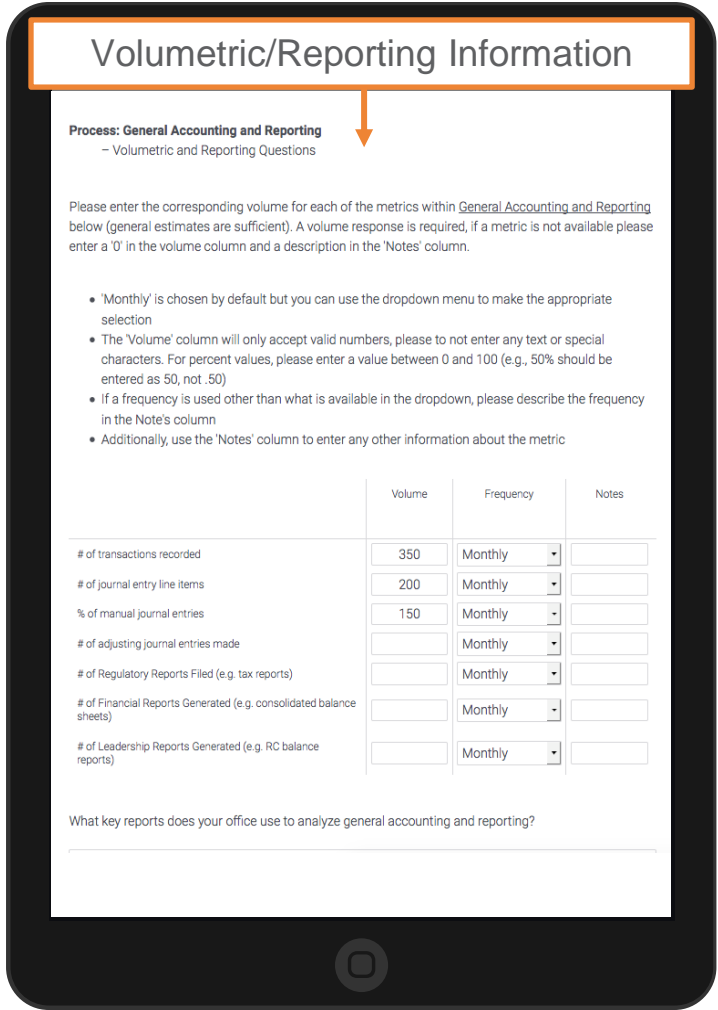 Volumetric/Reporting Information
Process: General Accounting and Reporting
– Volumetric and Reporting Questions
Please enter the corresponding volume for each of the metrics within General Accounting and Reporting
below (general estimates are sufficient). A volume response is required, if a metric is not available please
enter a '0' in the volume column and a description in the 'Notes' column.
• 'Monthly' is chosen by default but you can use the dropdown menu to make the appropriate
selection
• The 'Volume' column will only accept valid numbers, please to not enter any text or special
characters. For percent values, please enter a value between 0 and 100 (e.g., 50% should be
entered as 50, not .50)
• If a frequency is used other than what is available in the dropdown, please describe the frequency
in the Note's column
• Additionally, use the 'Notes' column to enter any other information about the metric
Volume Frequency Notes
# of transactions recorded 350 Monthly
# of journal entry line items 200 Monthly
% of manual journal entries 150 Monthly
# of adjusting journal entries made Monthly
# of Regulatory Reports Filed (e.g. tax reports) Monthly
# of Financial Reports Generated (e.g. consolidated balance
sheets) Monthly
# of Leadership Reports Generated (e.g. RC balance
reports) Monthly
What key reports does your office use to analyze general accounting and reporting?